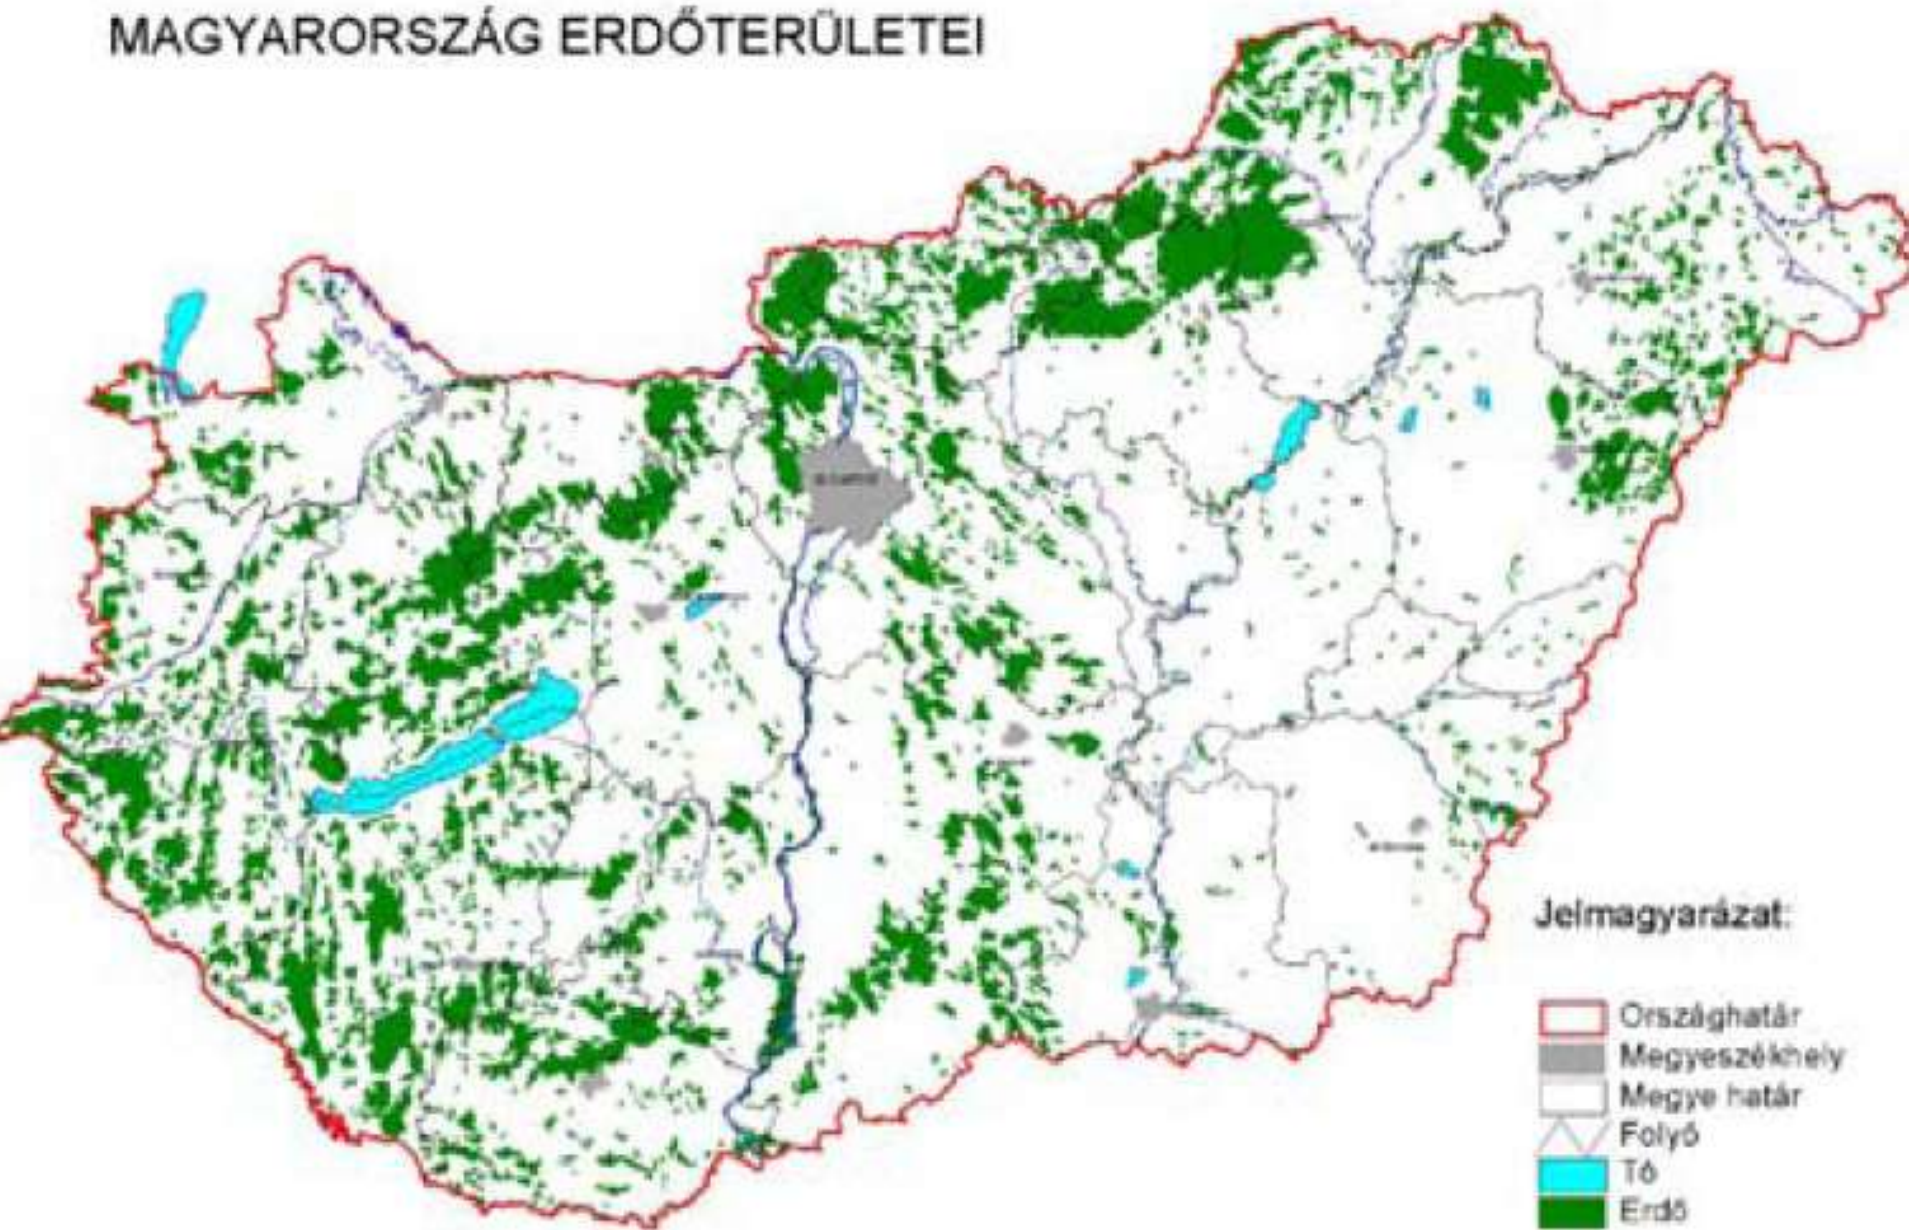 MAGYARORSZÁG ERDŐTERÜLETEI
Jelmagyarázat:
Országhatár
Megyeszékhely
Megye határ
Folyó
Tó
Erdő